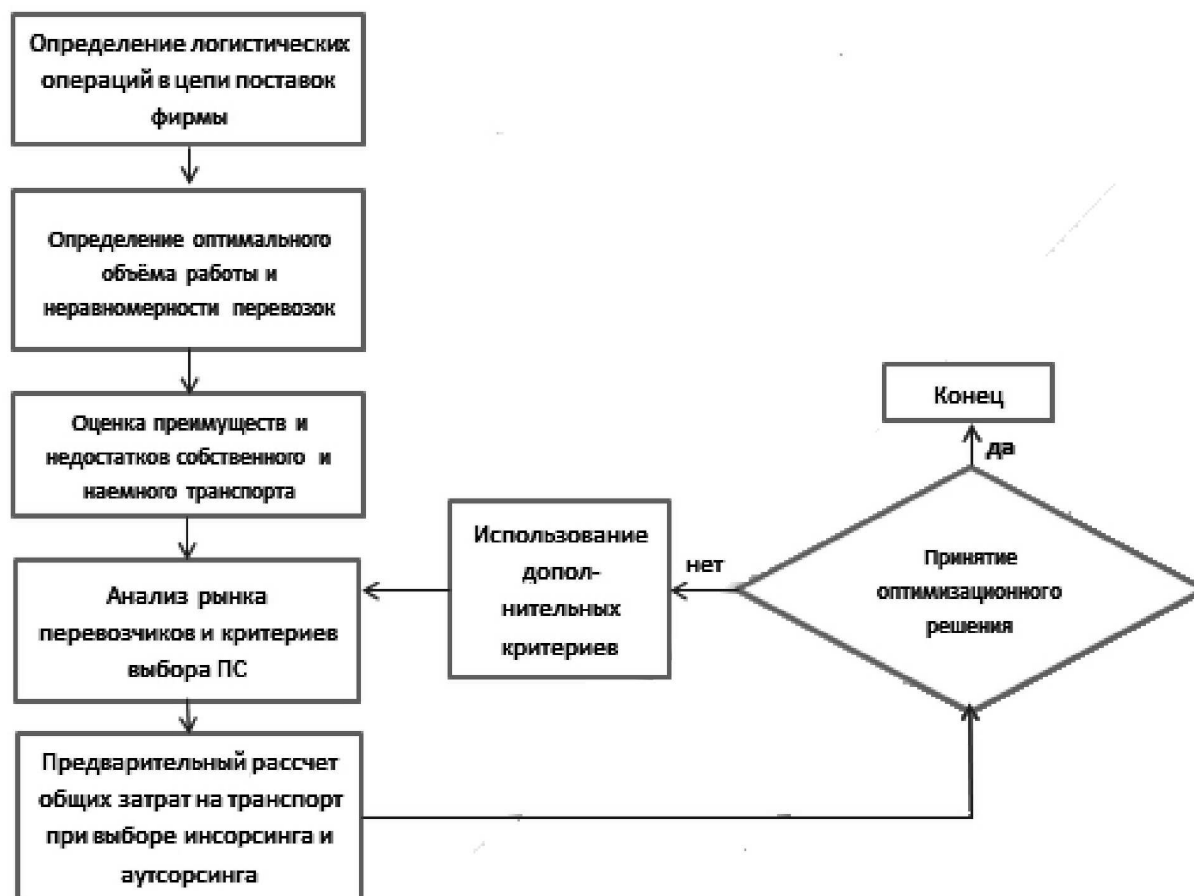 Определение логистических
операций в цепи поставок
фирмы
Определение оптимального
объёма работы и
неравномерности перевозок
Оценка преимуществ и
недостатков собственного и
наемного транспорта
Анализ рынка
перевозчиков и критериев
выбора ПС
Предварительный рассчет
общих затрат на транспорт
при выборе инсорсинга и
аутсорсинга
Использование
допол-
нительных
критериев
нет
Принятие
оптимизационного
решения
да
Конец